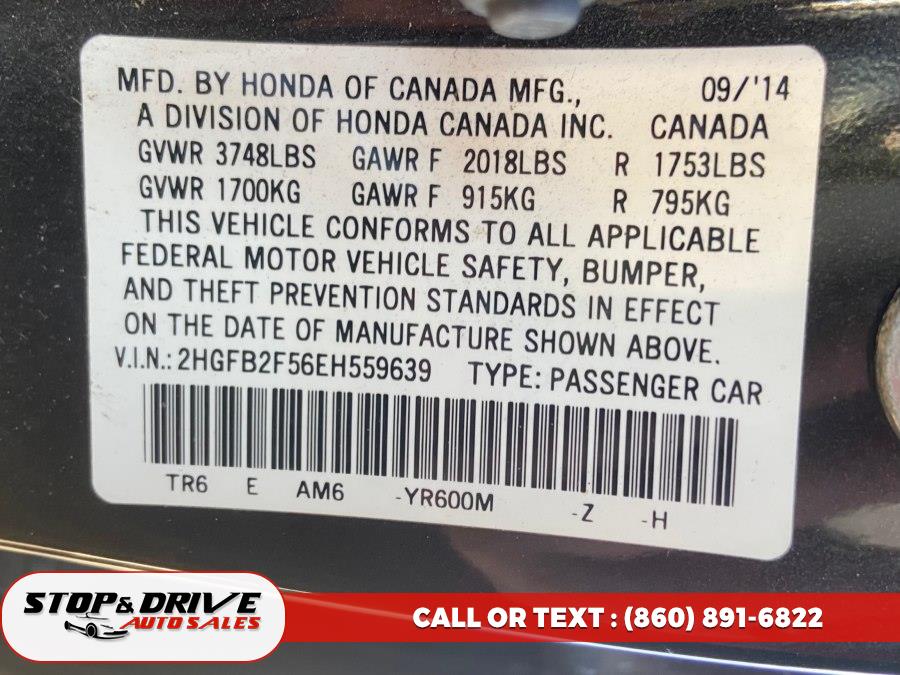 MFD. BY HONDA OF CANADA MFG., 09/'14
A DIVISION OF HONDA CANADA INC. CANADA
GVWR 3748LBS GAWR F 2018LBS R 1753LBS
GVWR 1700KG GAWR F 915KG R 795KG
THIS VEHICLE CONFORMS TO ALL APPLICABLE
FEDERAL MOTOR VEHICLE SAFETY, BUMPER,
AND THEFT PREVENTION STANDARDS IN EFFECT
ON THE DATE OF MANUFACTURE SHOWN ABOVE.
V.I.N.: 2HGFB2F56EH559639 TYPE: PASSENGER CAR
TR6 E AM6 -YR600M -Z -H
STOP & DRIVE
AUTO SALES
CALL OR TEXT : (860) 891-6822